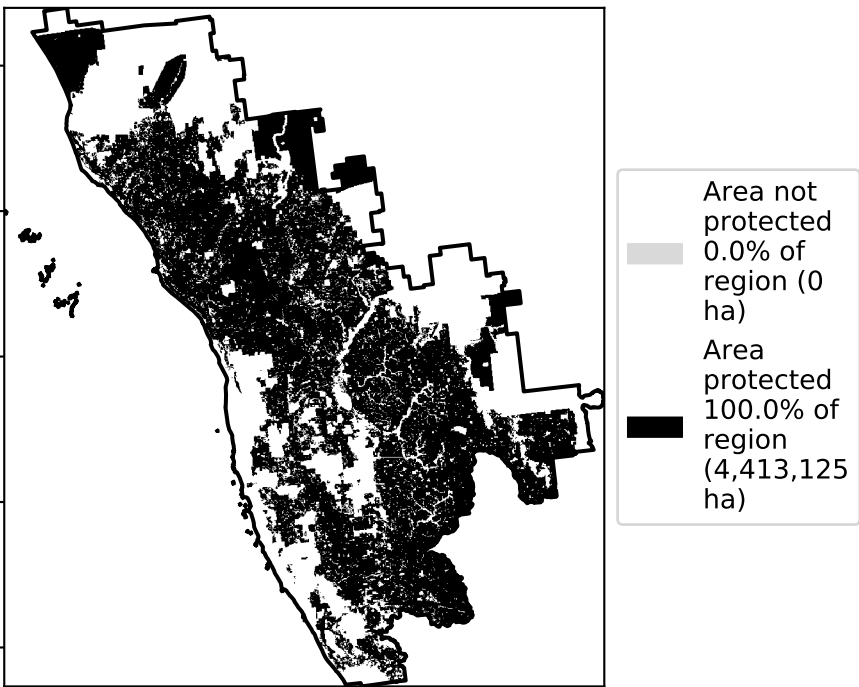 Area not
protected
0.0% of
region (0
ha)
Area
protected
100.0% of
region
(4,413,125
ha)